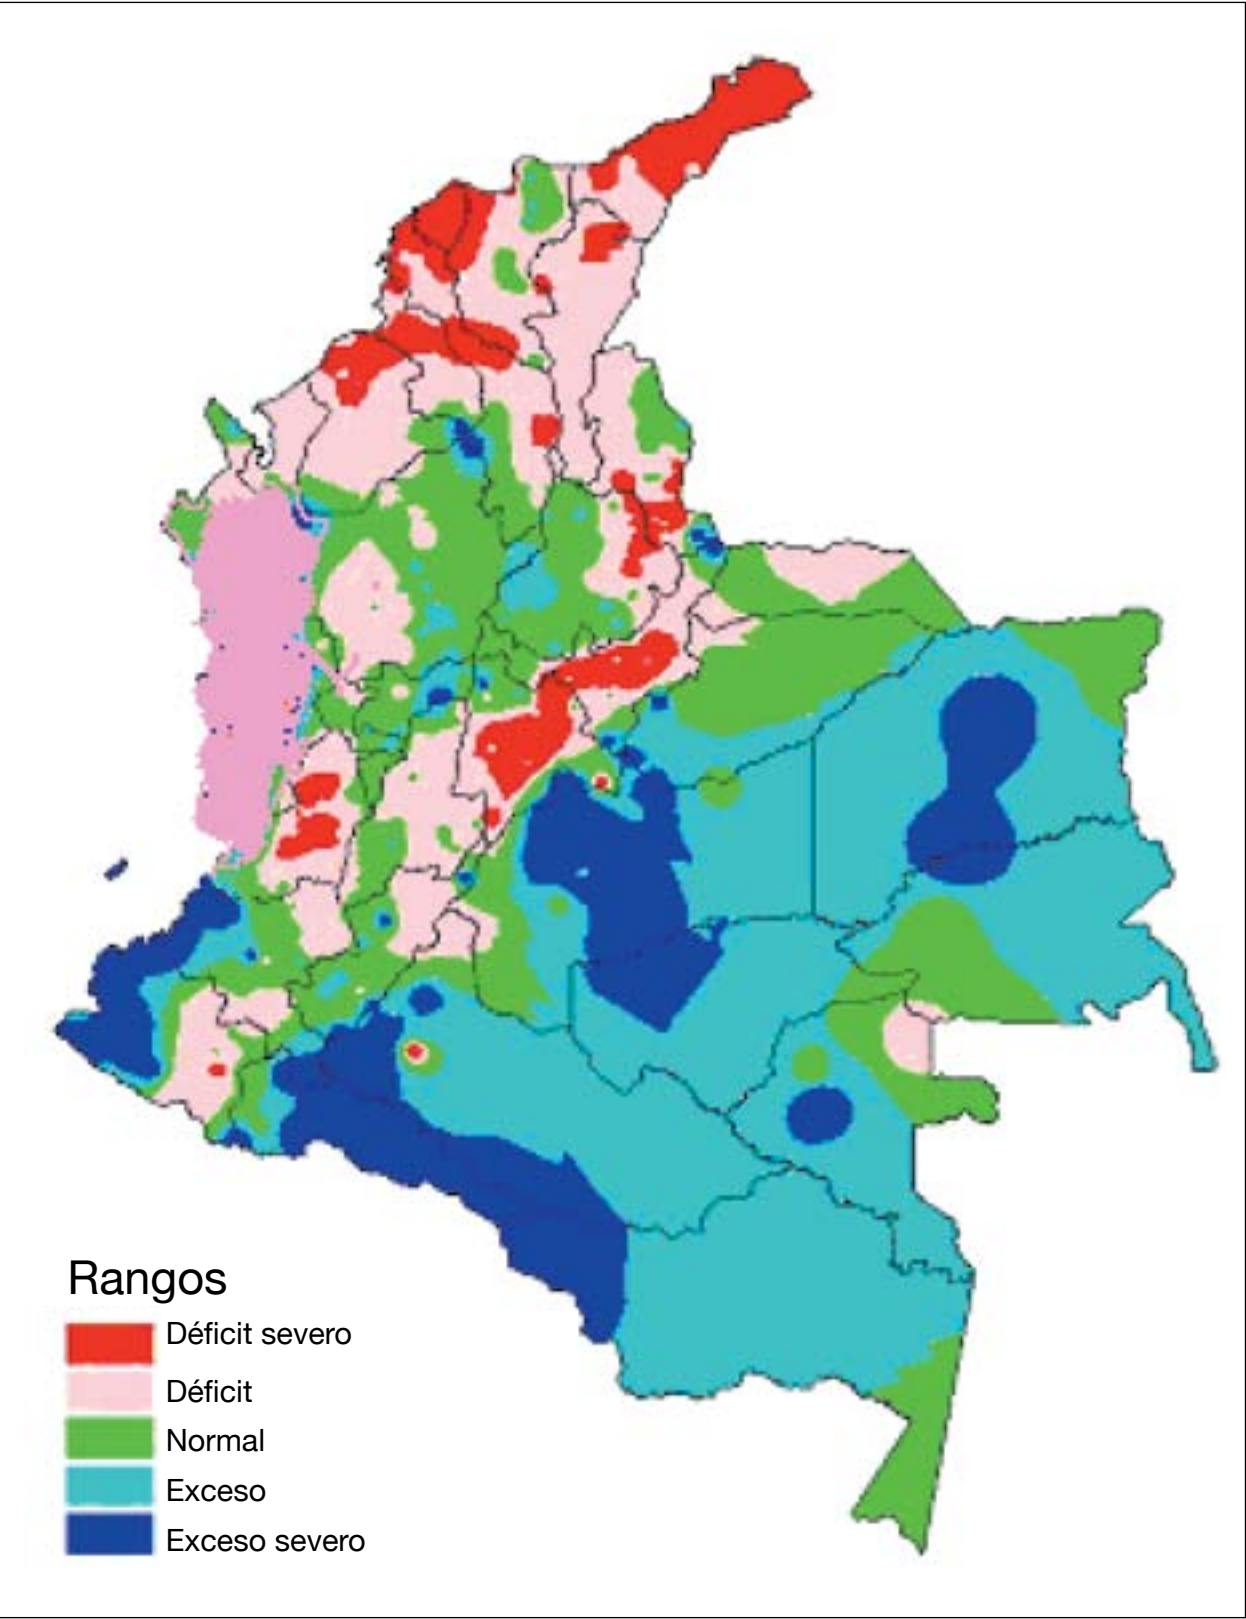 Rangos
Déficit severo
Déficit
Normal
Exceso
Exceso severo